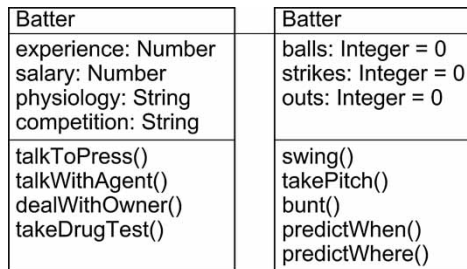 Batter
experience: Number
salary: Number
physiology: String
competition: String
talkToPress()
talkWithAgent()
dealWithOwner()
takeDrugTest()
Batter
balls: Integer = 0
strikes: Integer = 0
outs: Integer = 0
swing()
takePitch()
bunt()
predictWhen()
predictWhere()